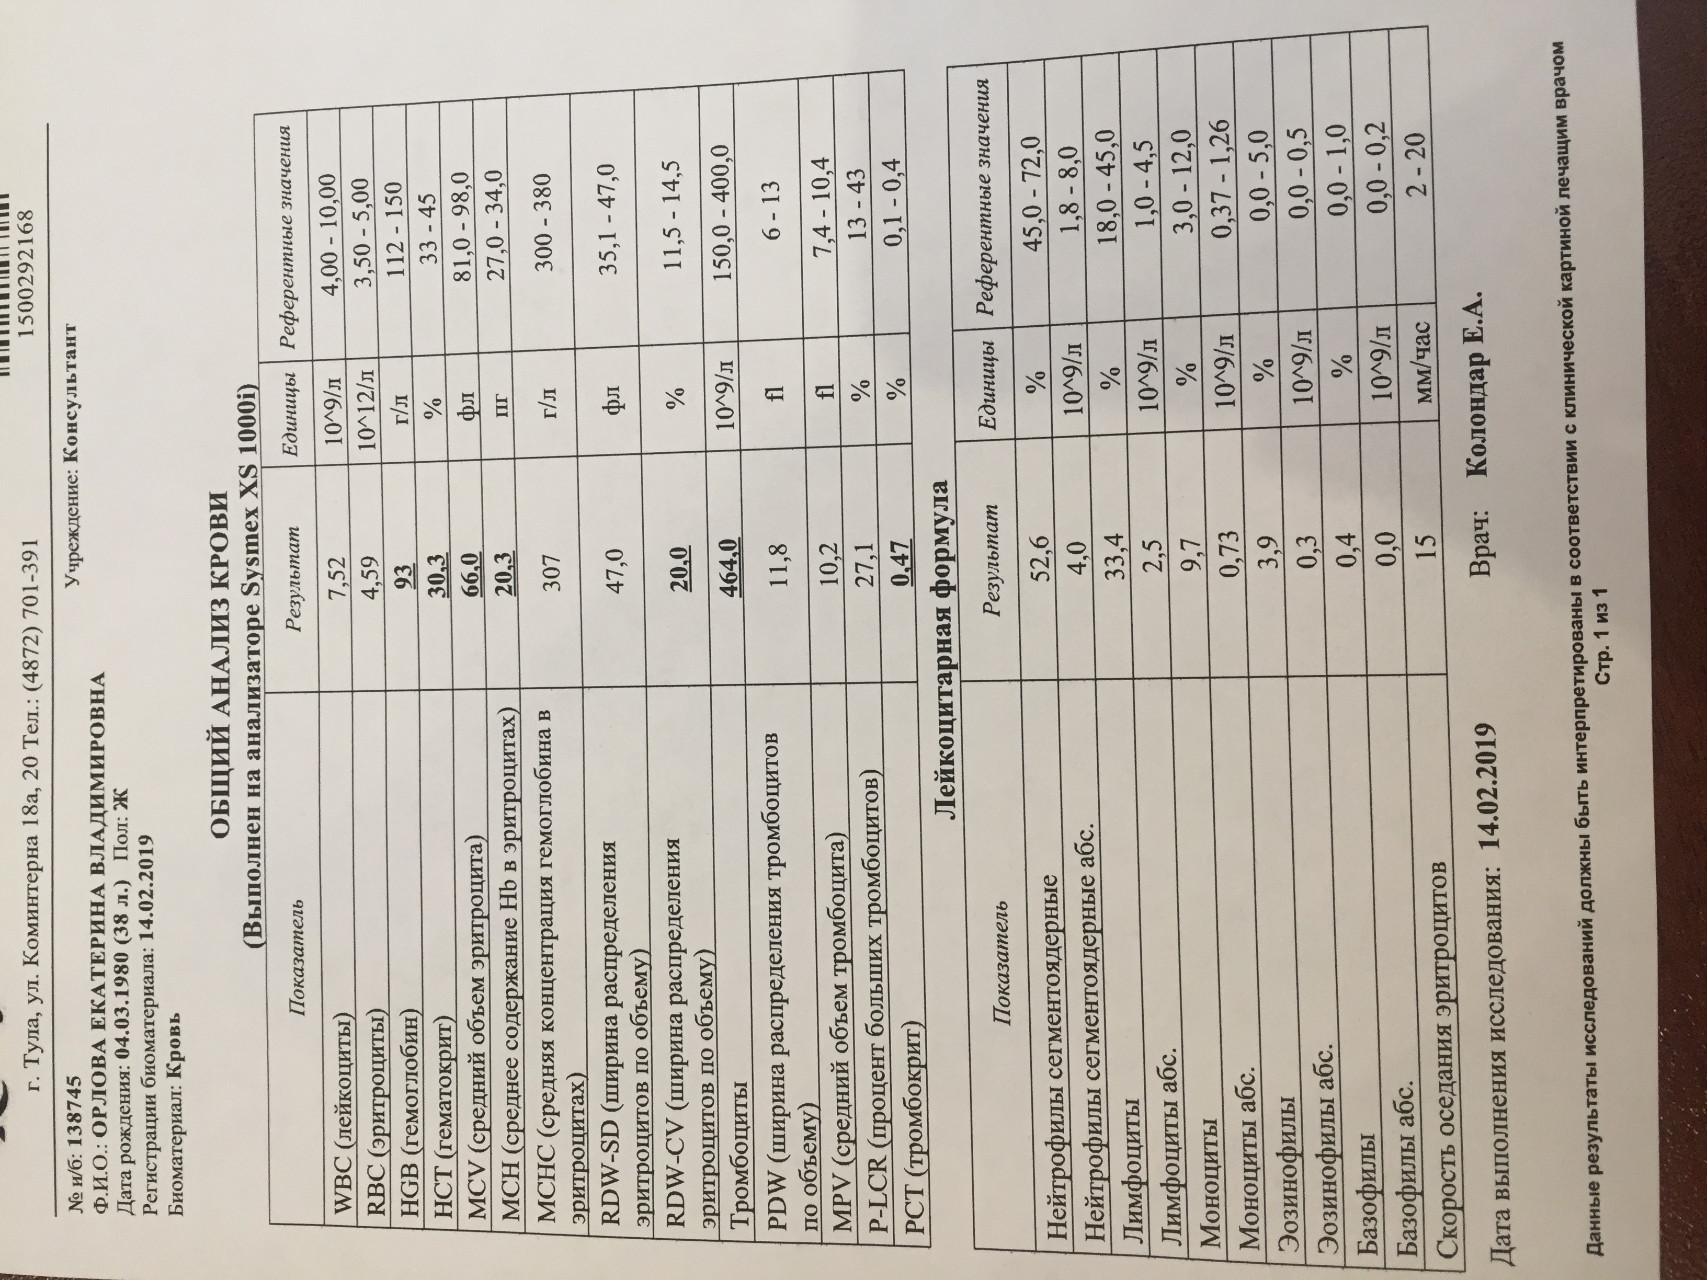 г. Тула, ул. Коминтерна 18а, 20 Тел.: (4872) 701-391
1500292168
№ и/б: 138745
Учреждение: Консультант
Ф.И.О.: ОРЛОВА ЕКАТЕРИНА ВЛАДИМИРОВНА
Дата рождения: 04.03.1980 (38 л.) Пол: Ж
Регистрации биоматериала: 14.02.2019
Биоматериал: Кровь
ОБЩИЙ АНАЛИЗ КРОВИ
(Выполнен на анализаторе Sysmex XS 1000i)
Показатель Результат Единицы Референтные значения
WBC (лейкоциты) 7,52 10^9/л 4,00 - 10,00
RBC (эритроциты) 4,59 10^12/л 3,50 - 5,00
HGB (гемоглобин) 93 г/л 112 - 150
HCT (гематокрит) 30,3 % 33 - 45
MCV (средний объем эритроцита) 66,0 фл 81,0 - 98,0
MCH (среднее содержание Hb в эритроцитах) 20,3 пг 27,0 - 34,0
MCHC (средняя концентрация гемоглобина в
эритроцитах) 307 г/л 300 - 380
RDW-SD (ширина распределения
эритроцитов по объему) 47,0 фл 35,1 - 47,0
RDW-CV (ширина распределения
эритроцитов по объему) 20,0 % 11,5 - 14,5
Тромбоциты 464,0 10^9/л 150,0 - 400,0
PDW (ширина распределения тромбоцитов
по объему) 11,8 fl 6 - 13
MPV (средний объем тромбоцита) 10,2 fl 7,4 - 10,4
P-LCR (процент больших тромбоцитов) 27,1 % 13 - 43
PCT (тромбокрит) 0,47 % 0,1 - 0,4
Лейкоцитарная формула
Показатель Результат Единицы Референтные значения
Нейтрофилы сегментоядерные 52,6 % 45,0 - 72,0
Нейтрофилы сегментоядерные абс. 4,0 10^9/л 1,8 - 8,0
Лимфоциты 33,4 % 18,0 - 45,0
Лимфоциты абс. 2,5 10^9/л 1,0 - 4,5
Моноциты 9,7 % 3,0 - 12,0
Моноциты абс. 0,73 10^9/л 0,37 - 1,26
Эозинофилы 3,9 % 0,0 - 5,0
Эозинофилы абс. 0,3 10^9/л 0,0 - 0,5
Базофилы 0,4 % 0,0 - 1,0
Базофилы абс. 0,0 10^9/л 0,0 - 0,2
Скорость оседания эритроцитов 15 мм/час 2 - 20
Дата выполнения исследования: 14.02.2019 Врач: Колондар Е.А.
Данные результаты исследований должны быть интерпретированы в соответствии с клинической картиной лечащим врачом
Стр. 1 из 1